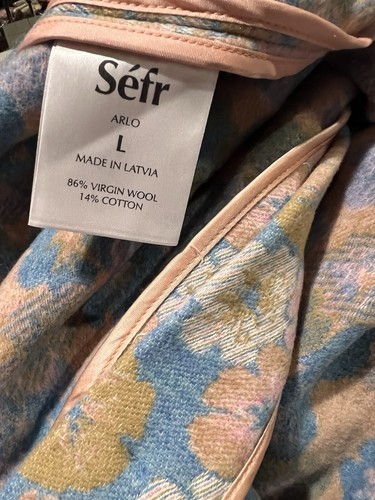 Séfr
ARLO
L
MADE IN LATVIA
86% VIRGIN WOOL
14% COTTON